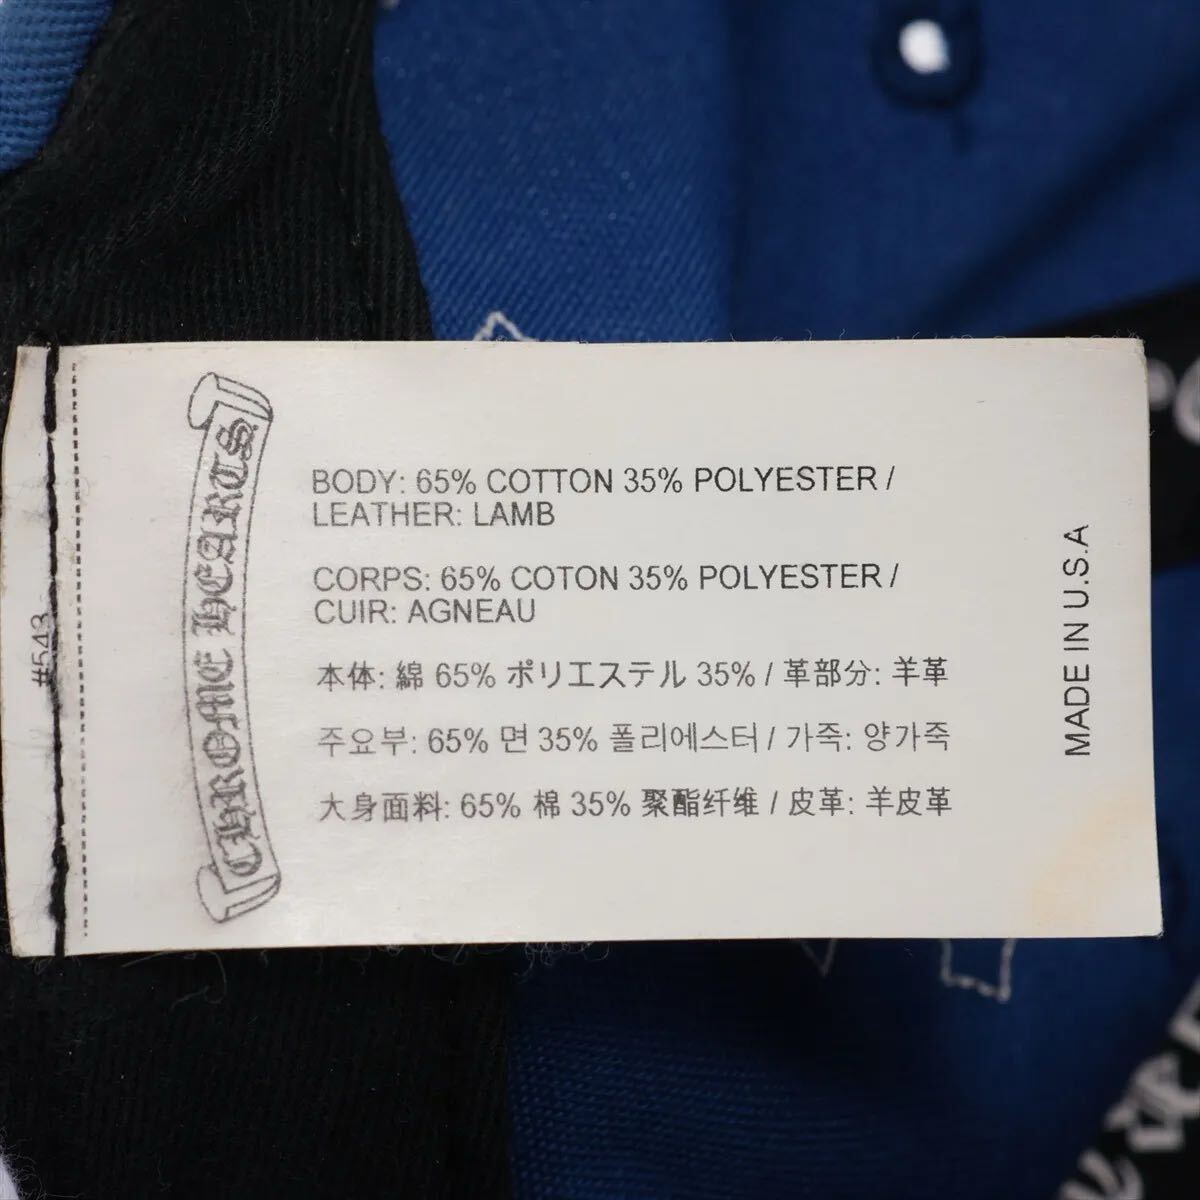 CHROME HEARTS
#543
BODY: 65% COTTON 35% POLYESTER /
LEATHER: LAMB
CORPS: 65% COTON 35% POLYESTER /
CUIR: AGNEAU
本体: 綿 65% ポリエステル 35% / 革部分: 羊革
주요부: 65% 면 35% 폴리에스터 / 가죽: 양가죽
大身面料: 65% 棉 35% 聚酯纤维 / 皮革: 羊皮革
MADE IN U.S.A